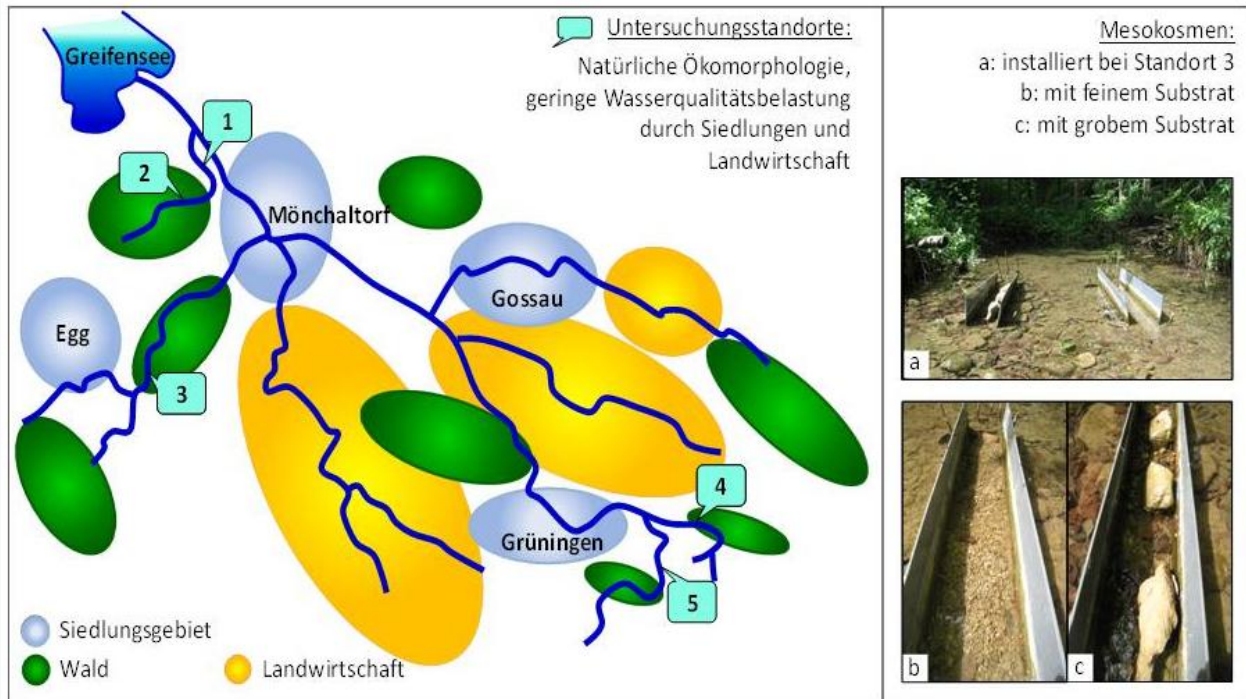 Greifensee
1
2
Mönchaltorf
Egg
3
Gossau
4
Grüningen
5
Siedlungsgebiet
Wald
Landwirtschaft
Untersuchungsstandorte:
Natürliche Ökomorphologie,
geringe Wasserqualitätsbelastung
durch Siedlungen und
Landwirtschaft
Mesokosmen:
a: installiert bei Standort 3
b: mit feinem Substrat
c: mit grobem Substrat
a
b
c